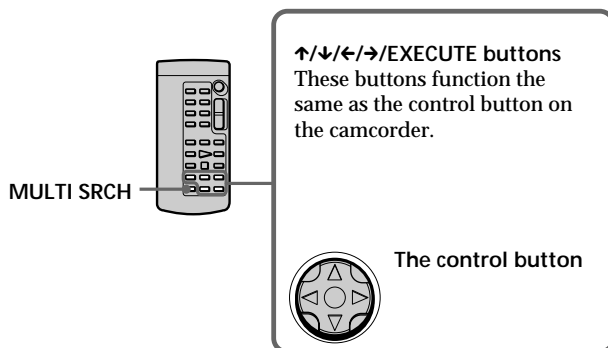 ↑/↓/←/→/EXECUTE buttons
These buttons function the
same as the control button on
the camcorder.
MULTI SRCH
The control button